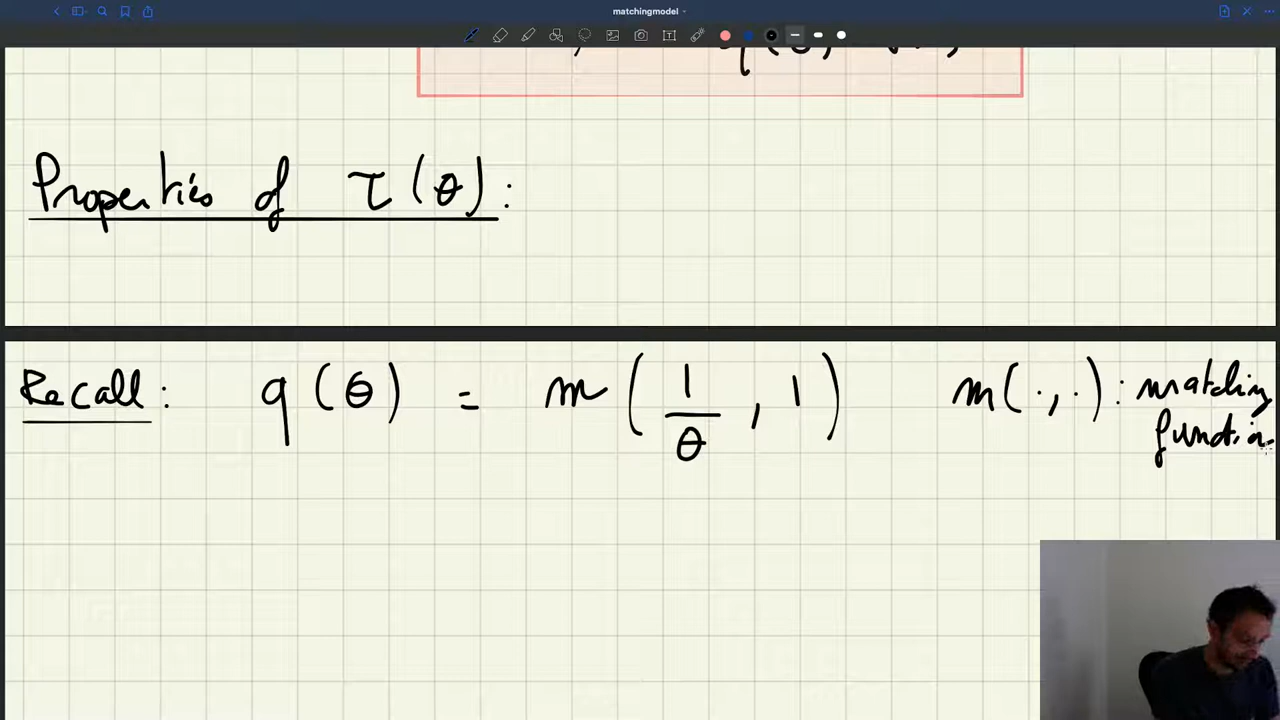 matchingmodel
Properties of τ(θ):
Recall: q(θ) = m(1/θ, 1) m(·,·): matching
function